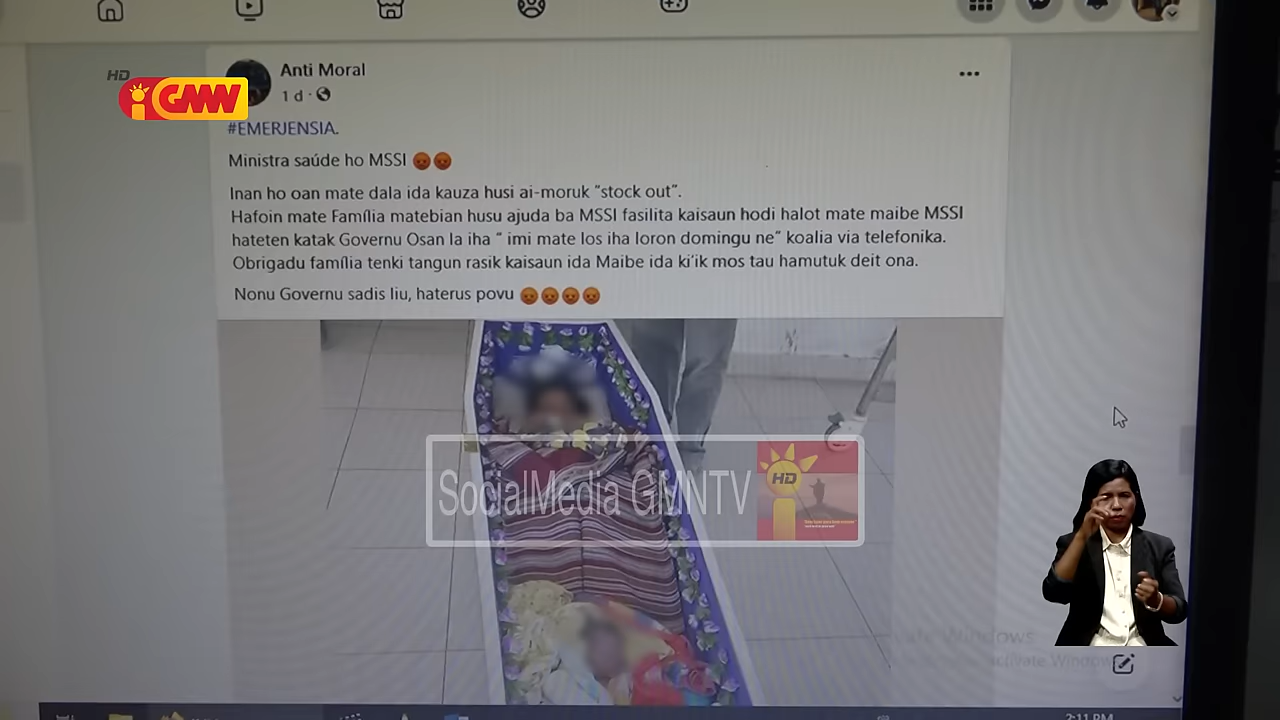 HD
GMN
Anti Moral
1 d
#EMERJENSIA.
Ministra saúde ho MSSI
Inan ho oan mate dala ida kauza husi ai-moruk “stock out”.
Hafoin mate Família matebian husu ajuda ba MSSI fasilita kaisaun hodi halot mate maibe MSSI
hateten katak Governu Osan la iha “ imi mate los iha loron domingu ne” koalia via telefonika.
Obrigadu família tenki tangun rasik kaisaun ida Maibe ida ki’ik mos tau hamutuk deit ona.
Nonu Governu sadis liu, haterus povu
SocialMedia GMNTV
HD
Windows
2:11 PM